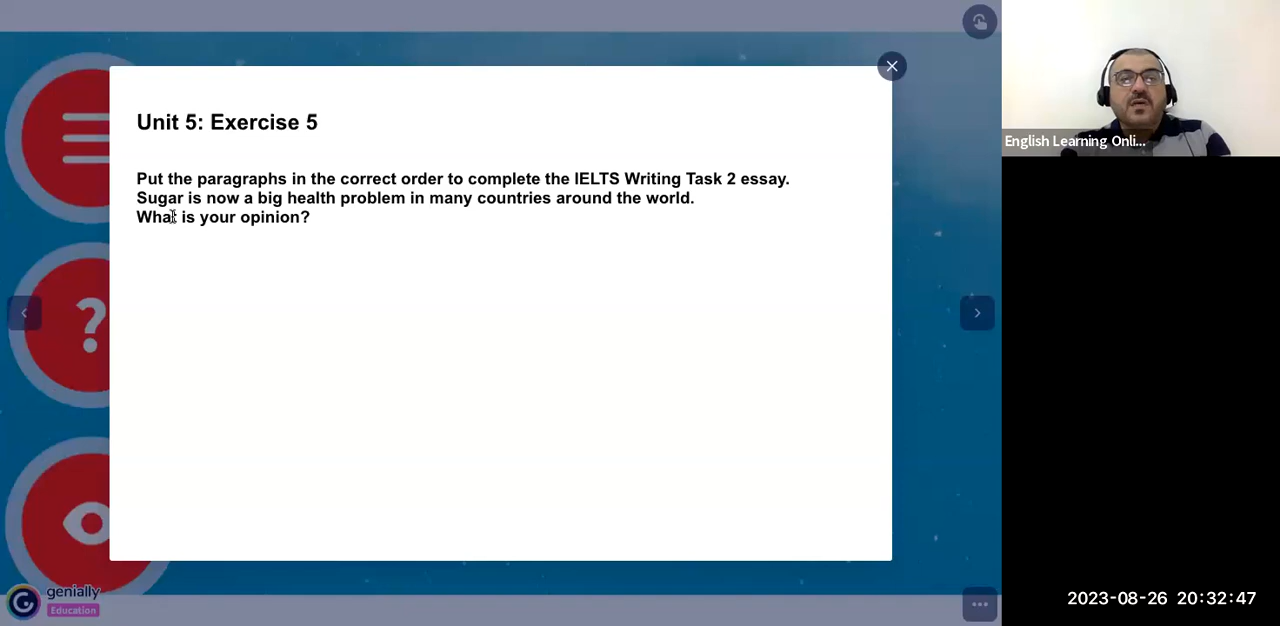 Unit 5: Exercise 5
Put the paragraphs in the correct order to complete the IELTS Writing Task 2 essay.
Sugar is now a big health problem in many countries around the world.
What is your opinion?
English Learning Onli...
?
genially
Education
2023-08-26 20:32:47